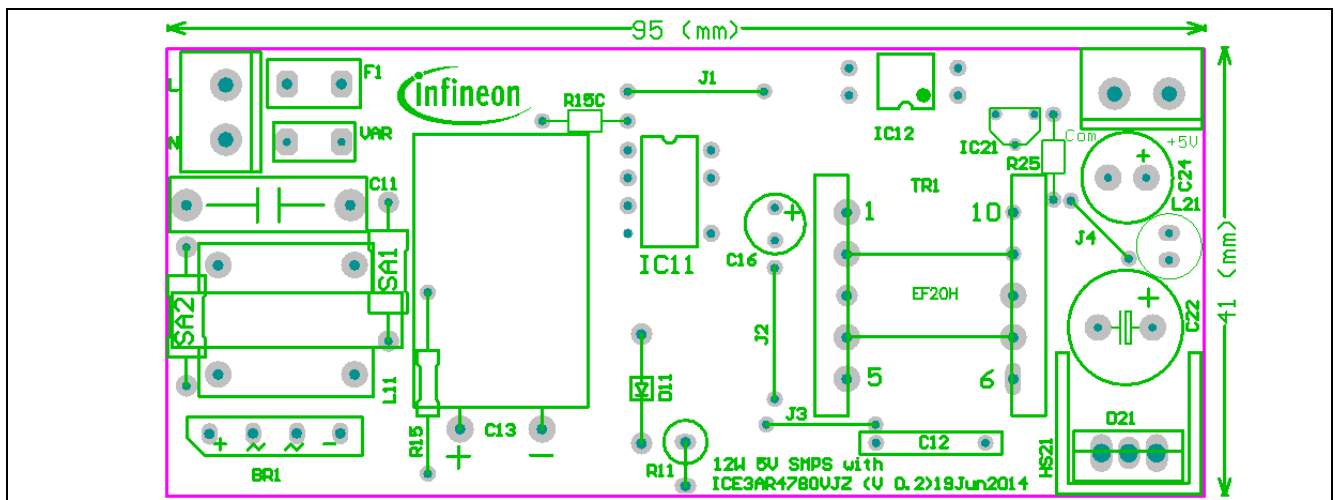 95 (mm)
L
F1
infineon
J1
R15C
IC12
N
VAR
IC21
Com
+5V
R25
+
C24
C11
TR1
L21
1
10
+
J4
IC11
C16
SA1
EF20H
41 (mm)
SA2
+
C22
J2
L11
D11
5
6
J3
D21
R15
+
C13
−
C12
HS21
+
~
~
−
BR1
R11
12W 5V SMPS with
ICE3AR4780VJZ (V 0.2)19Jun2014